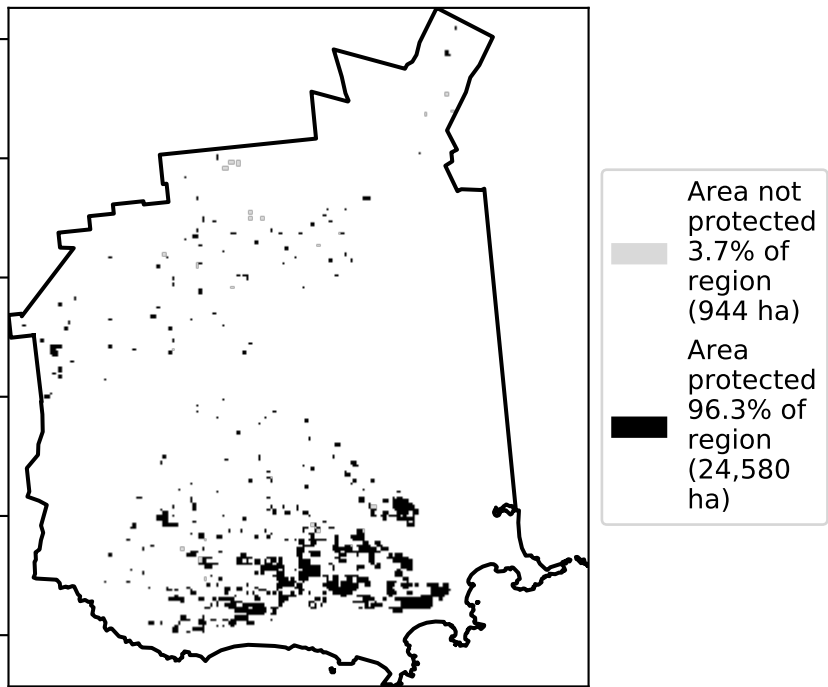 Area not
protected
3.7% of
region
(944 ha)
Area
protected
96.3% of
region
(24,580
ha)